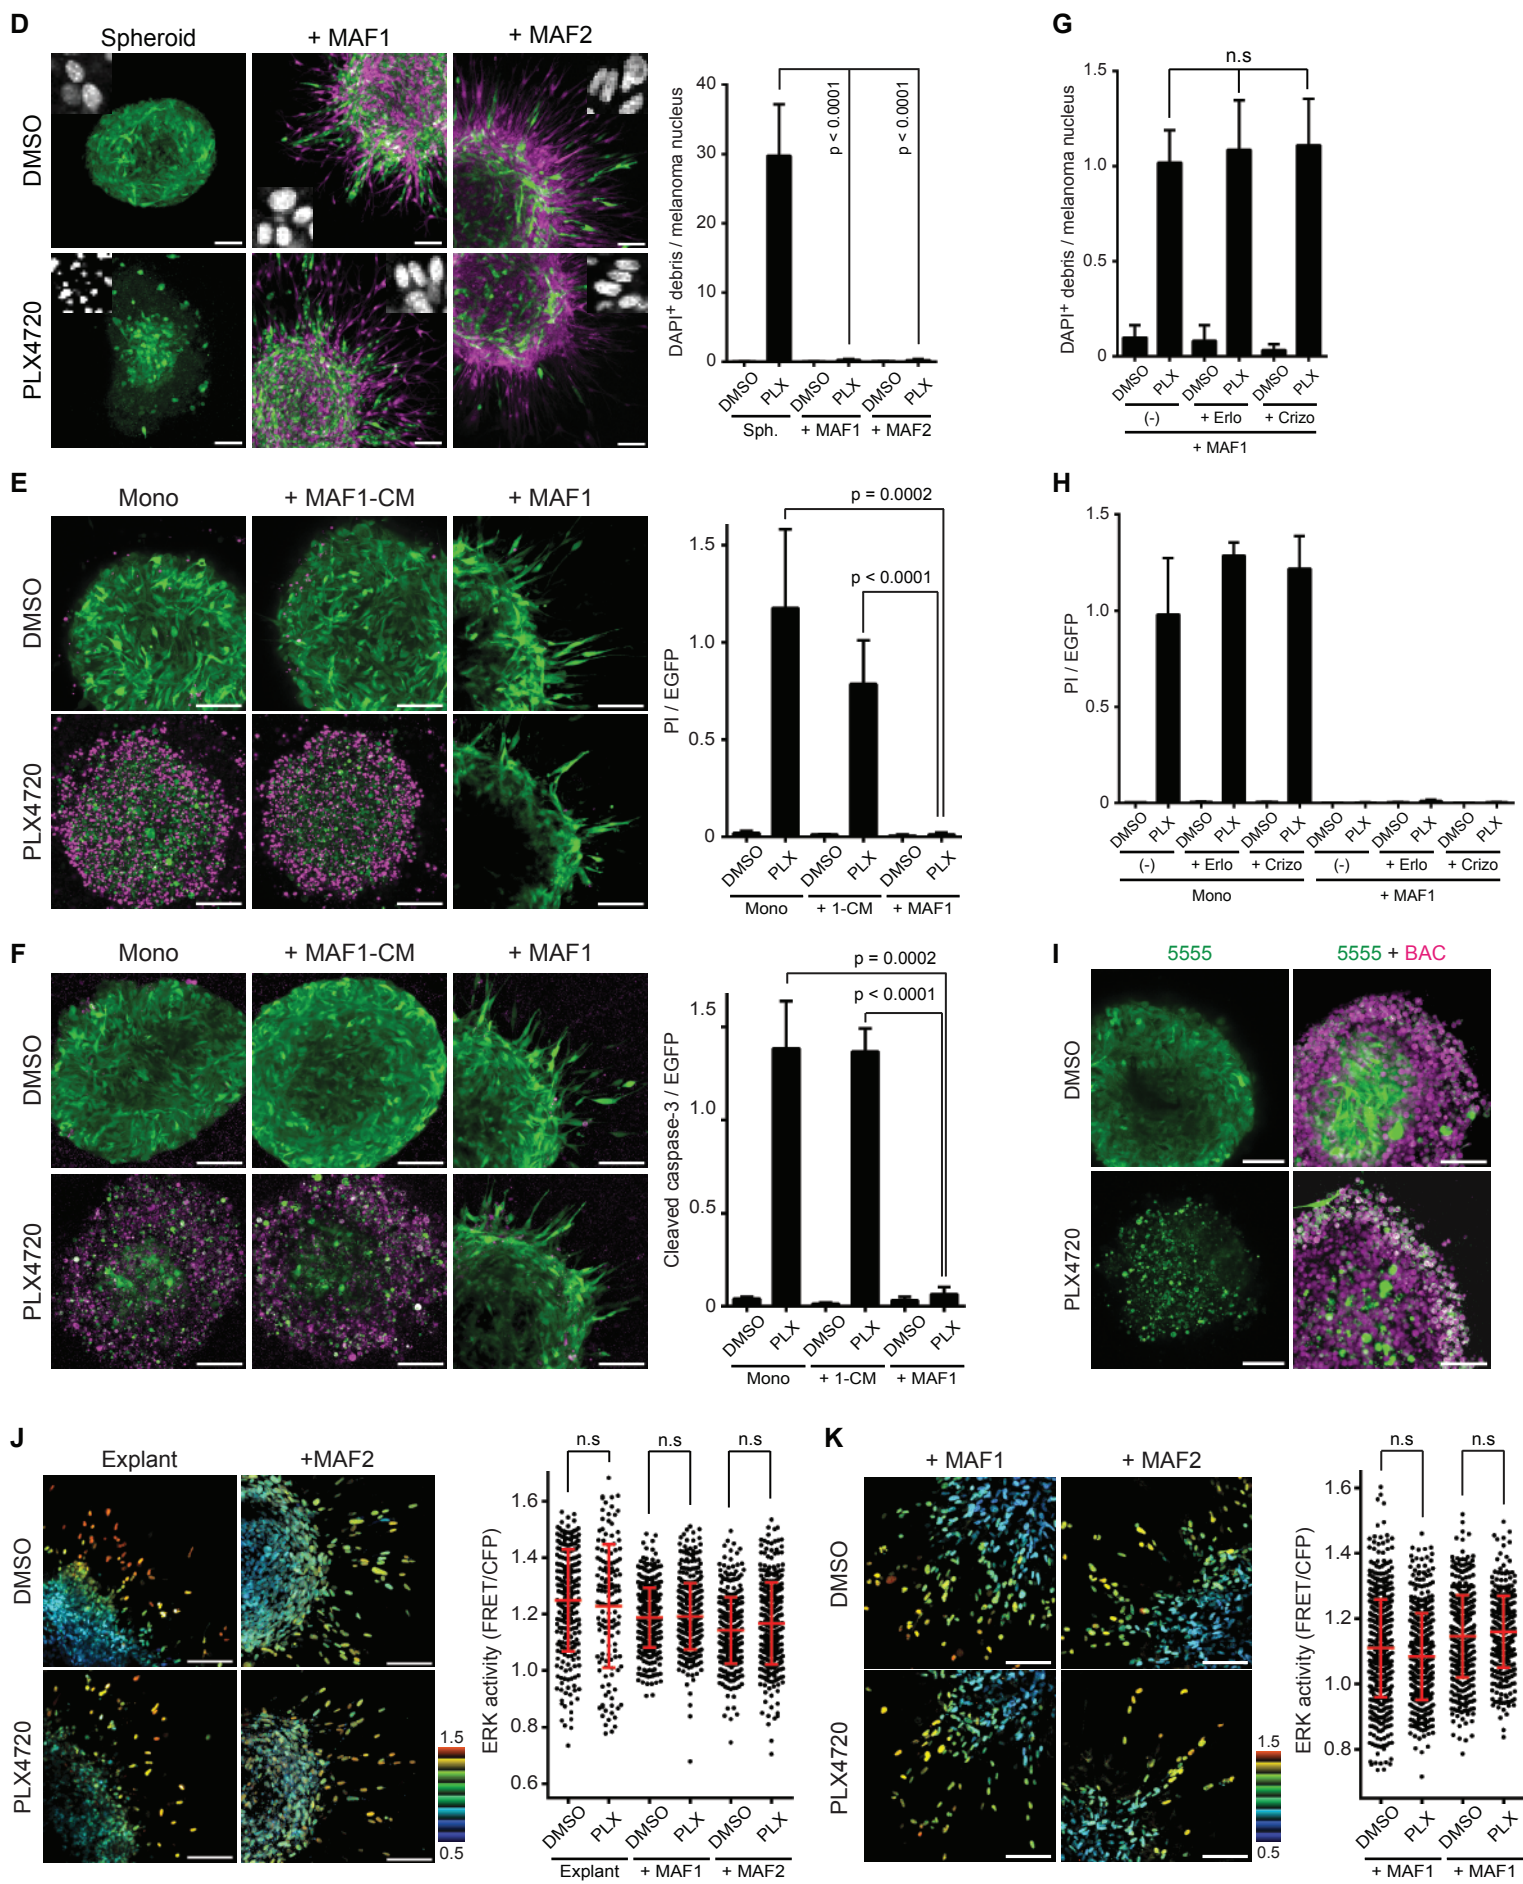 D
Spheroid
+ MAF1
+ MAF2
DMSO
PLX4720
DAPI⁺ debris / melanoma nucleus
40
30
20
10
0
p < 0.0001
p < 0.0001
DMSO
PLX
DMSO
PLX
DMSO
PLX
Sph.
+ MAF1
+ MAF2
G
n.s
DAPI⁺ debris / melanoma nucleus
1.5
1.0
0.5
0
DMSO
PLX
DMSO
PLX
DMSO
PLX
(-)
+ Erlo
+ Crizo
+ MAF1
E
Mono
+ MAF1-CM
+ MAF1
DMSO
PLX4720
p = 0.0002
p < 0.0001
PI / EGFP
1.5
1.0
0.5
0
DMSO
PLX
DMSO
PLX
DMSO
PLX
Mono
+ 1-CM
+ MAF1
H
PI / EGFP
1.5
1.0
0.5
0
DMSO
PLX
DMSO
PLX
DMSO
PLX
DMSO
PLX
DMSO
PLX
DMSO
PLX
(-)
+ Erlo
+ Crizo
(-)
+ Erlo
+ Crizo
Mono
+ MAF1
F
Mono
+ MAF1-CM
+ MAF1
DMSO
PLX4720
p = 0.0002
p < 0.0001
Cleaved caspase-3 / EGFP
1.5
1.0
0.5
0
DMSO
PLX
DMSO
PLX
DMSO
PLX
Mono
+ 1-CM
+ MAF1
I
5555
5555 + BAC
DMSO
PLX4720
J
Explant
+MAF2
DMSO
PLX4720
1.5
0.5
n.s
n.s
n.s
ERK activity (FRET/CFP)
1.6
1.4
1.2
1.0
0.8
0.6
DMSO
PLX
DMSO
PLX
DMSO
PLX
Explant
+ MAF1
+ MAF2
K
+ MAF1
+ MAF2
DMSO
PLX4720
1.5
0.5
n.s
n.s
ERK activity (FRET/CFP)
1.6
1.4
1.2
1.0
0.8
DMSO
PLX
DMSO
PLX
+ MAF1
+ MAF1